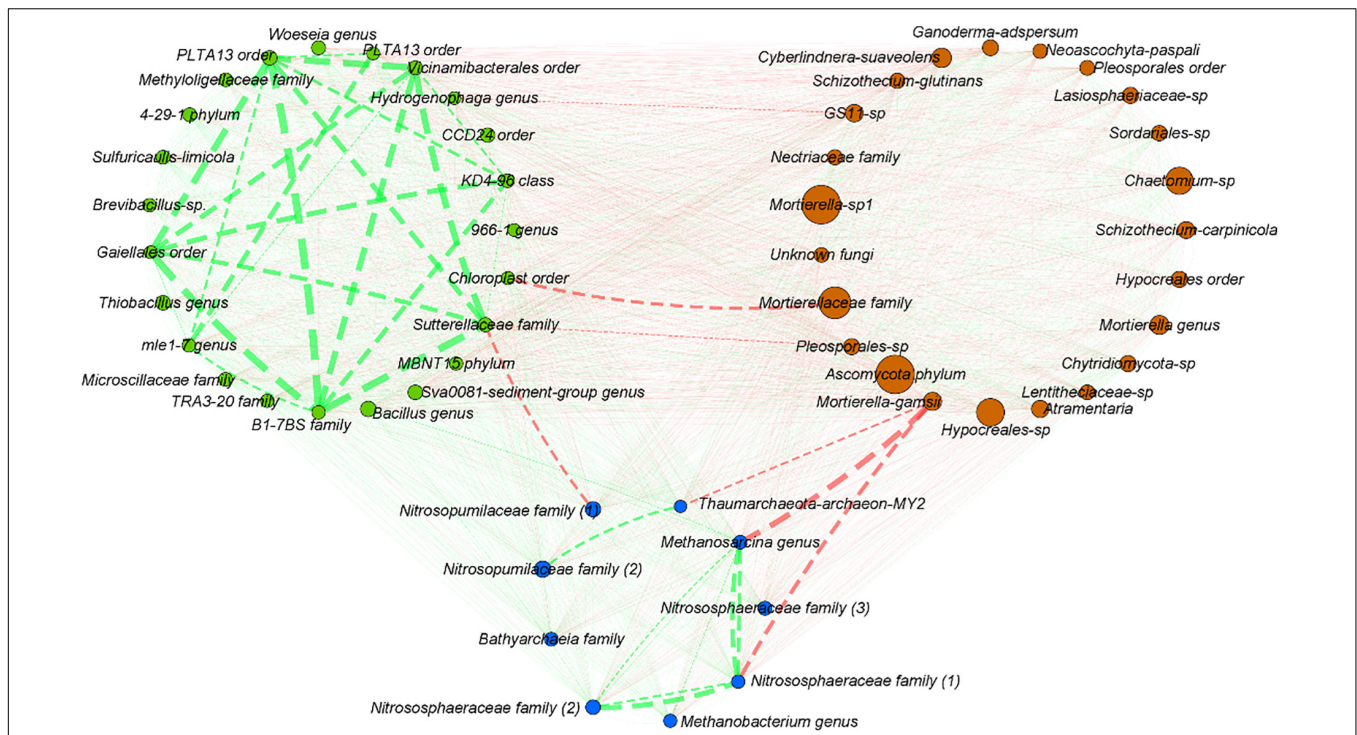 Woeseia genus
PLTA13 order
PLTA13 order
Vicinamibacterales order
Methyloligellaceae family
Hydrogenophaga genus
4-29-1 phylum
CCD24 order
Sulfuricaulis-limicola
KD4-96 class
Brevibacillus-sp.
966-1 genus
Gaiellales order
Chloroplast order
Thiobacillus genus
Sutterellaceae family
mle1-7 genus
MBNT15 phylum
Microscillaceae family
Sva0081-sediment-group genus
TRA3-20 family
Bacillus genus
B1-7BS family
Ganoderma-adspersum
Cyberlindnera-suaveolens
Neoascochyta-paspali
Pleosporales order
Schizothecium-glutinans
Lasiosphaeriaceae-sp
GS11-sp
Sordariales-sp
Nectriaceae family
Chaetomium-sp
Mortierella-sp1
Schizothecium-carpinicola
Unknown fungi
Hypocreales order
Mortierellaceae family
Mortierella genus
Pleosporales-sp
Chytridiomycota-sp
Ascomycota phylum
Lentitheciaceae-sp
Mortierella-gamsii
Atramentaria
Hypocreales-sp
Nitrosopumilaceae family (1)
Thaumarchaeota-archaeon-MY2
Methanosarcina genus
Nitrosopumilaceae family (2)
Nitrososphaeraceae family (3)
Bathyarchaeia family
Nitrososphaeraceae family (1)
Nitrososphaeraceae family (2)
Methanobacterium genus